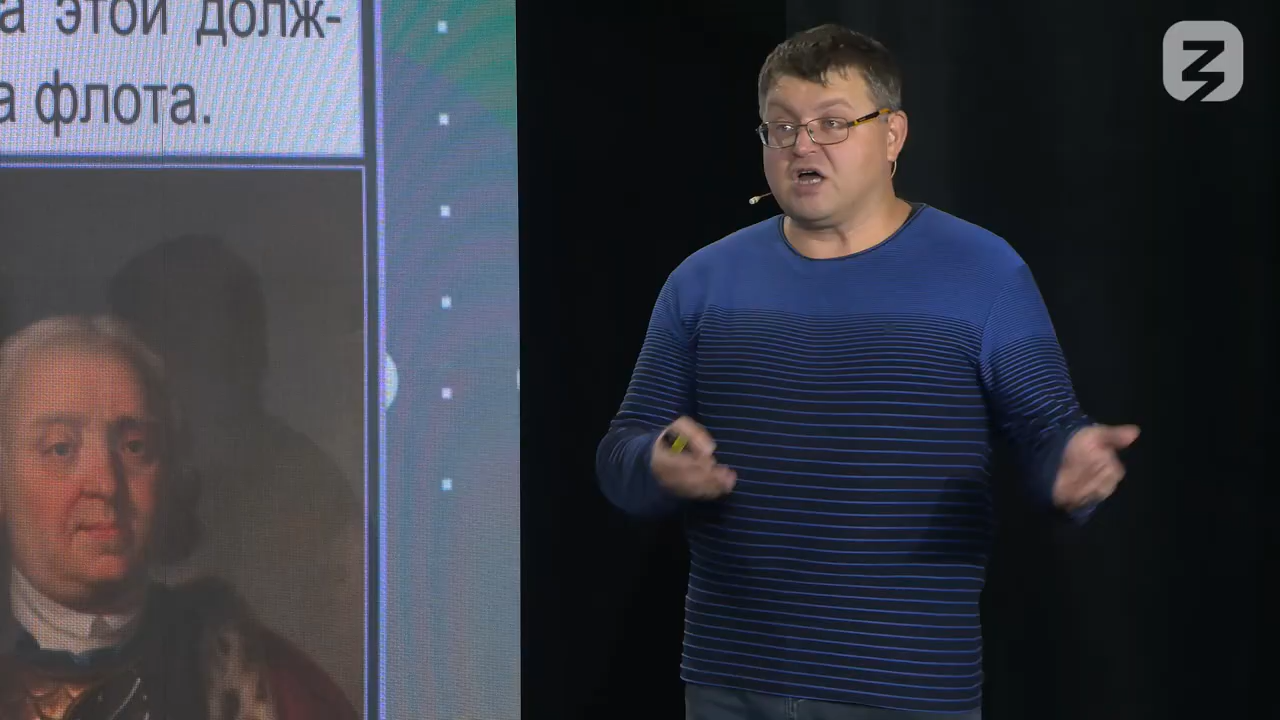 а этой долж-
а флота.